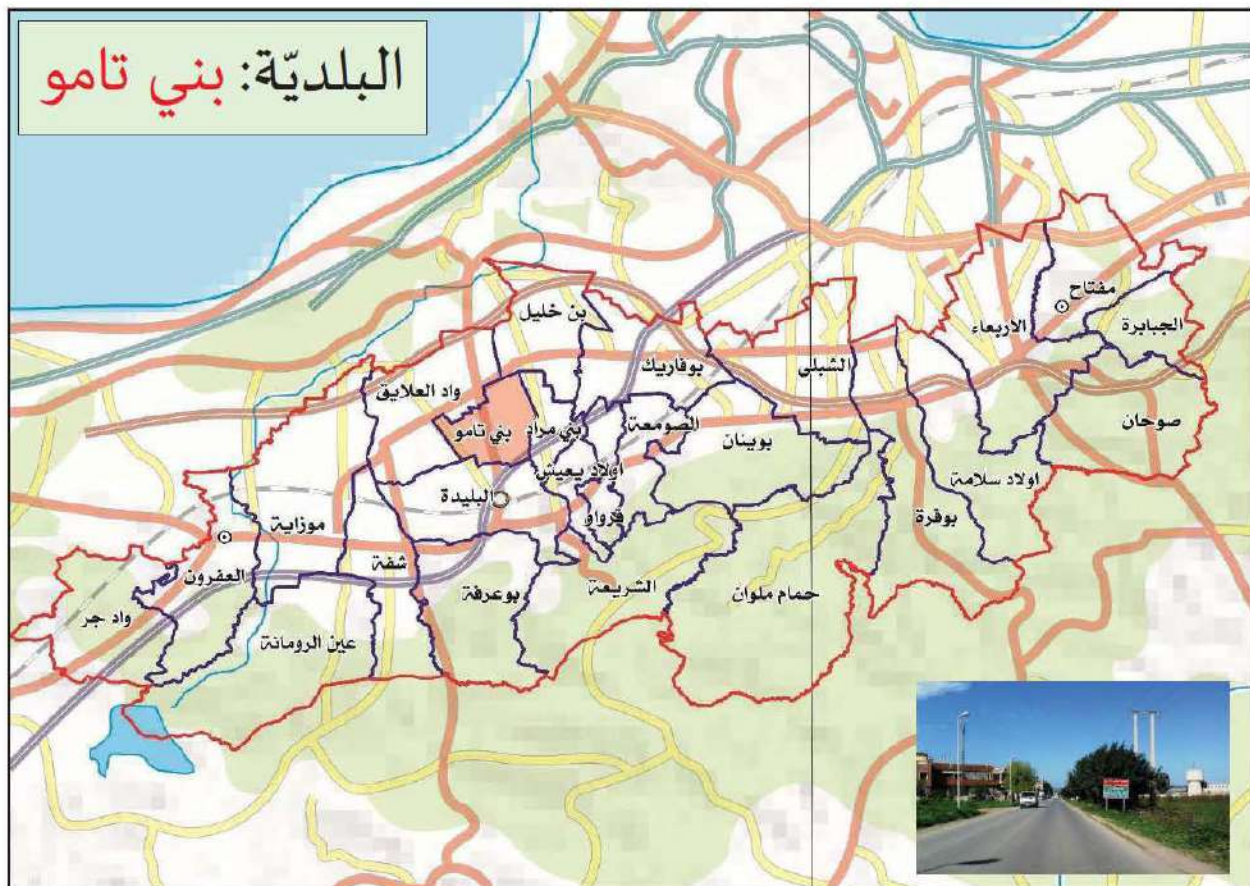 البلديّة: بني تامو
مفتاح
بن خليل
الجبابرة
الاربعاء
بوفاريك
الشبلي
واد العلايق
صوحان
بني تامو
بني مراد
الصومعة
بوينان
اولاد يعيش
اولاد سلامة
البليدة
قرواو
بوقرة
موزاية
شفة
العفرون
الشريعة
بوعرفة
حمام ملوان
واد جر
عين الرومانة